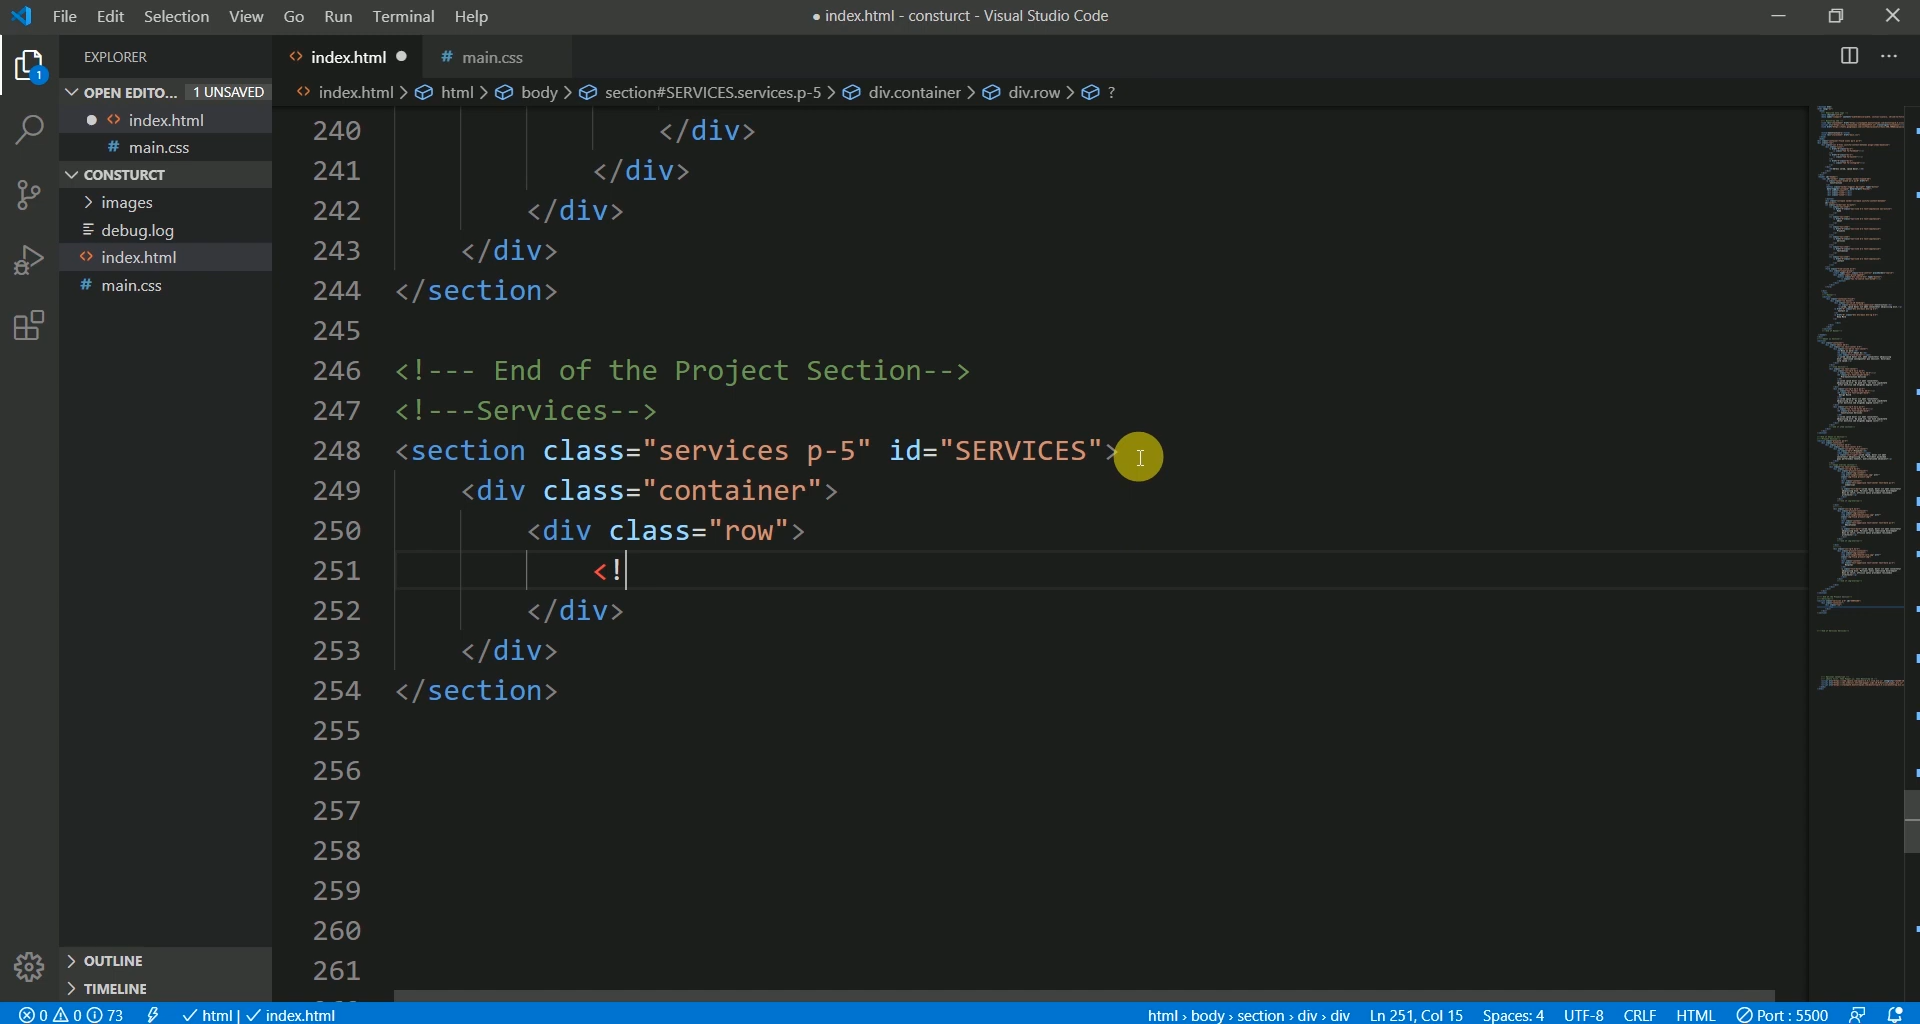 File Edit Selection View Go Run Terminal Help
● index.html - consturct - Visual Studio Code
EXPLORER
<> index.html ●
# main.css
OPEN EDITO... 1 UNSAVED
● <> index.html
# main.css
CONSTURCT
> images
debug.log
<> index.html
# main.css
OUTLINE
TIMELINE
1
<> index.html > html > body > section#SERVICES.services.p-5 > div.container > div.row > ?
240 </div>
241 </div>
242 </div>
243 </div>
244 </section>
245
246 <!--- End of the Project Section-->
247 <!---Services-->
248 <section class="services p-5" id="SERVICES">
249 <div class="container">
250 <div class="row">
251 <!
252 </div>
253 </div>
254 </section>
255
256
257
258
259
260
261
0 0 73 html | index.html
html › body › section › div › div Ln 251, Col 15 Spaces: 4 UTF-8 CRLF HTML Port : 5500